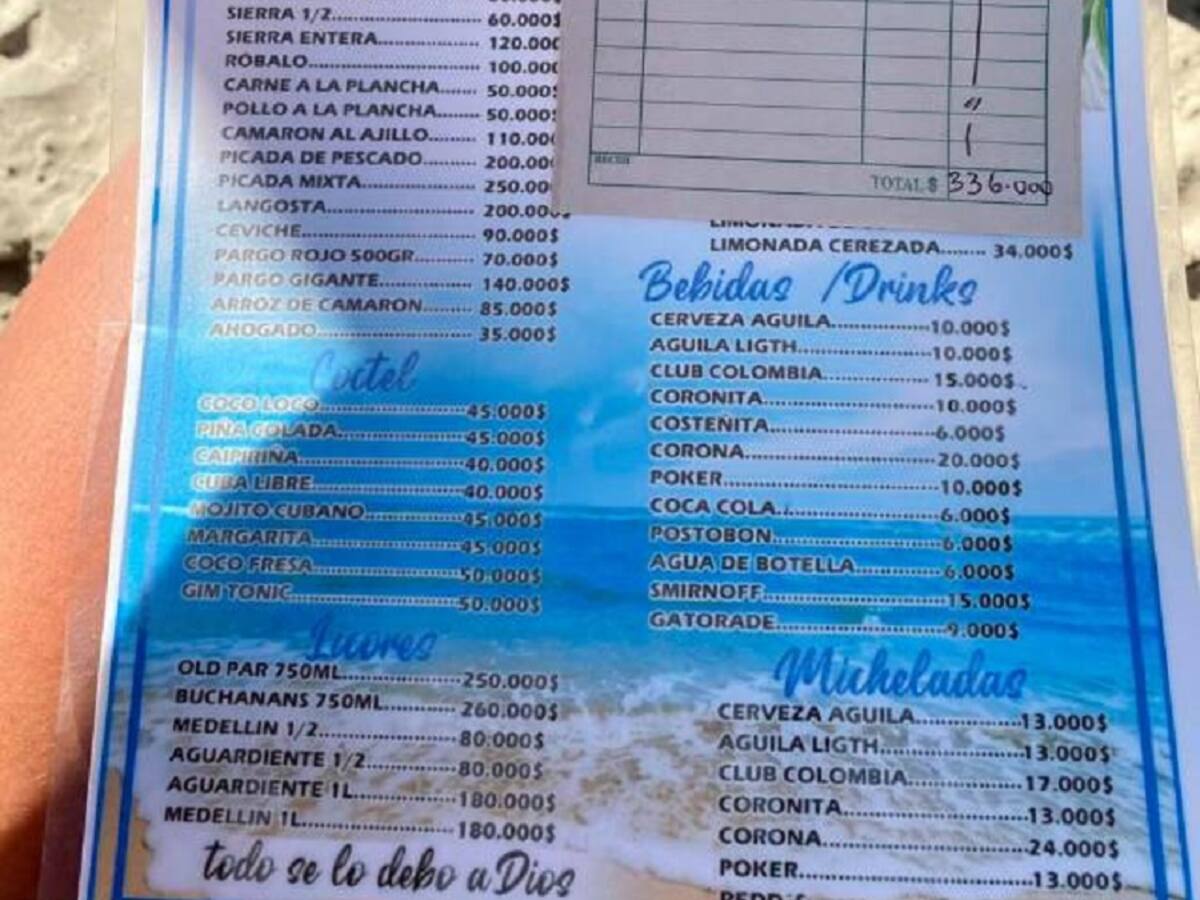 SIERRA 1/2 60.000$
SIERRA ENTERA 120.000
ROBALO 100.000
CARNE A LA PLANCHA 50.000$
POLLO A LA PLANCHA 50.000$
CAMARON AL AJILLO 110.000
PICADA DE PESCADO 200.000
PICADA MIXTA 250.00
LANGOSTA 200.000$
CEVICHE 90.000$
PARGO ROJO 500GR 70.000$
PARGO GIGANTE 140.000$
ARROZ DE CAMARON 85.000$
AHOGADO 35.000$
Coctel
COCO LOCO 45.000$
PIÑA COLADA 45.000$
CAIPIRIÑA 40.000$
CUBA LIBRE 40.000$
MOJITO CUBANO 45.000$
MARGARITA 45.000$
COCO FRESA 50.000$
GIM TONIC 50.000$
Licores
OLD PAR 750ML 250.000$
BUCHANANS 750ML 260.000$
MEDELLIN 1/2 80.000$
AGUARDIENTE 1/2 80.000$
AGUARDIENTE 1L 180.000$
MEDELLIN 1L 180.000$
todo se lo debo a Dios
TOTAL $ 336.000
LIMONADA CEREZADA 34.000$
Bebidas /Drinks
CERVEZA AGUILA 10.000$
AGUILA LIGTH 10.000$
CLUB COLOMBIA 15.000$
CORONITA 10.000$
COSTEÑITA 6.000$
CORONA 20.000$
POKER 10.000$
COCA COLA 6.000$
POSTOBON 6.000$
AGUA DE BOTELLA 6.000$
SMIRNOFF 15.000$
GATORADE 9.000$
Micheladas
CERVEZA AGUILA 13.000$
AGUILA LIGTH 13.000$
CLUB COLOMBIA 17.000$
CORONITA 13.000$
CORONA 24.000$
POKER 13.000$